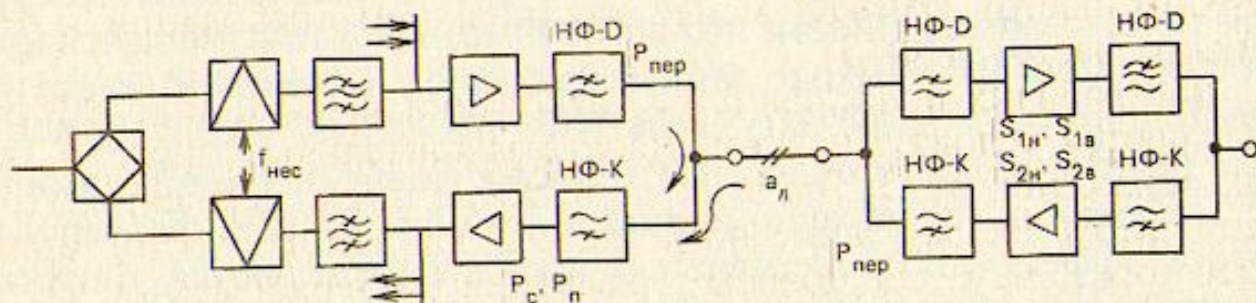 НФ-D
Pпер
fнес
НФ-К
aл
Pс, Pп
НФ-D
НФ-D
S1н, S1в
НФ-К
S2н, S2в
НФ-К
Pпер